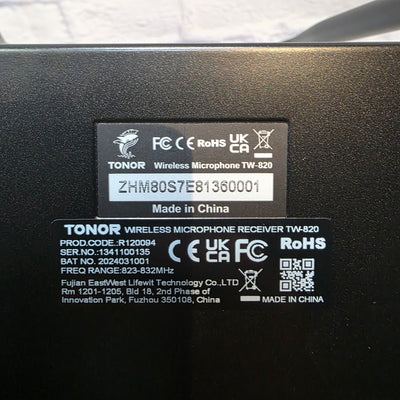 FC CE RoHS UK CA
TONOR Wireless Microphone TW-820
ZHM80S7E81360001
Made in China
TONOR WIRELESS MICROPHONE RECEIVER TW-820
PROD.CODE:R120094
SER.NO.:1341100135
BAT NO. 2024031001
FREQ RANGE:823-832MHz
CE UK CA FC RoHS
Fujian EastWest Lifewit Technology Co.,LTD
Rm 1201-1205, Bld 18, 2nd Phase of
Innovation Park, Fuzhou 350108, China
MADE IN CHINA